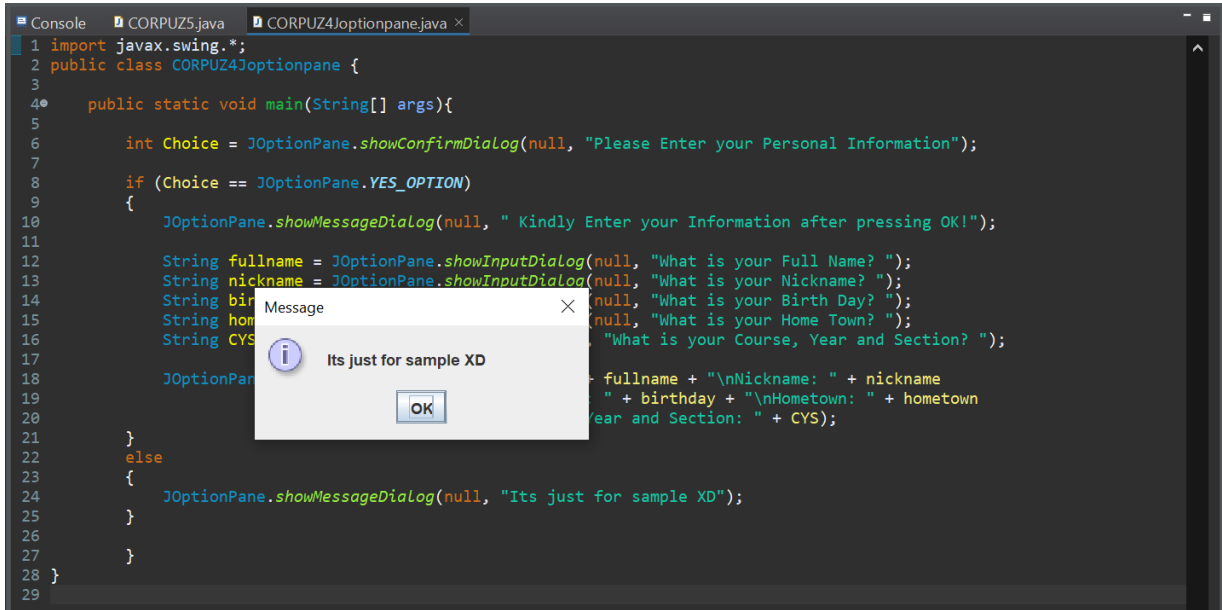 Console CORPUZ5.java CORPUZ4Joptionpane.java
1 import javax.swing.*;
2 public class CORPUZ4Joptionpane {
3
4 public static void main(String[] args){
5
6 int Choice = JOptionPane.showConfirmDialog(null, "Please Enter your Personal Information");
7
8 if (Choice == JOptionPane.YES_OPTION)
9 {
10 JOptionPane.showMessageDialog(null, " Kindly Enter your Information after pressing OK!");
11
12 String fullname = JOptionPane.showInputDialog(null, "What is your Full Name? ");
13 String nickname = JOptionPane.showInputDialog(null, "What is your Nickname? ");
14 String bir (null, "What is your Birth Day? ");
15 String hom (null, "What is your Home Town? ");
16 String CYS , "What is your Course, Year and Section? ");
17
18 JOptionPan + fullname + "\nNickname: " + nickname
19 : " + birthday + "\nHometown: " + hometown
20 Year and Section: " + CYS);
21 }
22 else
23 {
24 JOptionPane.showMessageDialog(null, "Its just for sample XD");
25 }
26
27 }
28 }
29
Message
Its just for sample XD
OK